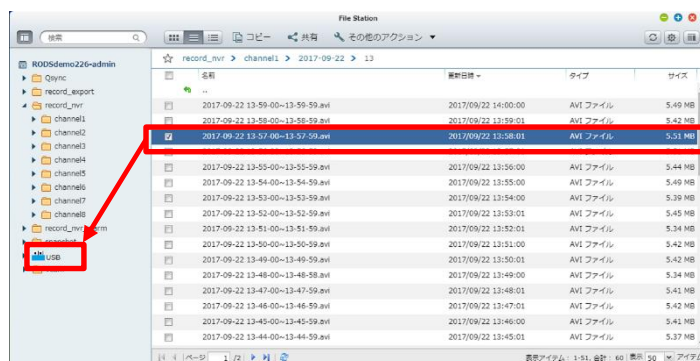 File Station
検索
コピー 共有 その他のアクション
RODSdemo226-admin
Qsync
record_export
record_nvr
channel1
channel2
channel3
channel4
channel5
channel6
channel7
channel8
USB
record_nvr > channel1 > 2017-09-22 > 13
名前 更新日時 タイプ サイズ
..
2017-09-22 13-59-00~13-59-59.avi 2017/09/22 14:00:00 AVI ファイル 5.49 MB
2017-09-22 13-58-00~13-58-59.avi 2017/09/22 13:59:01 AVI ファイル 5.42 MB
2017-09-22 13-57-00~13-57-59.avi 2017/09/22 13:58:01 AVI ファイル 5.51 MB
2017-09-22 13-55-00~13-55-59.avi 2017/09/22 13:56:00 AVI ファイル 5.44 MB
2017-09-22 13-54-00~13-54-59.avi 2017/09/22 13:55:00 AVI ファイル 5.49 MB
2017-09-22 13-53-00~13-53-59.avi 2017/09/22 13:54:00 AVI ファイル 5.39 MB
2017-09-22 13-52-00~13-52-59.avi 2017/09/22 13:53:01 AVI ファイル 5.45 MB
2017-09-22 13-51-00~13-51-59.avi 2017/09/22 13:52:01 AVI ファイル 5.34 MB
2017-09-22 13-50-00~13-50-59.avi 2017/09/22 13:51:00 AVI ファイル 5.42 MB
2017-09-22 13-49-00~13-49-59.avi 2017/09/22 13:50:01 AVI ファイル 5.42 MB
2017-09-22 13-48-00~13-48-58.avi 2017/09/22 13:49:00 AVI ファイル 5.34 MB
2017-09-22 13-47-00~13-47-59.avi 2017/09/22 13:48:01 AVI ファイル 5.41 MB
2017-09-22 13-46-00~13-46-59.avi 2017/09/22 13:47:01 AVI ファイル 5.42 MB
2017-09-22 13-45-00~13-45-59.avi 2017/09/22 13:46:00 AVI ファイル 5.41 MB
2017-09-22 13-44-00~13-44-59.avi 2017/09/22 13:45:01 AVI ファイル 5.37 MB
ページ 1 /2 表示アイテム: 1-51, 合計: 60 表示 50